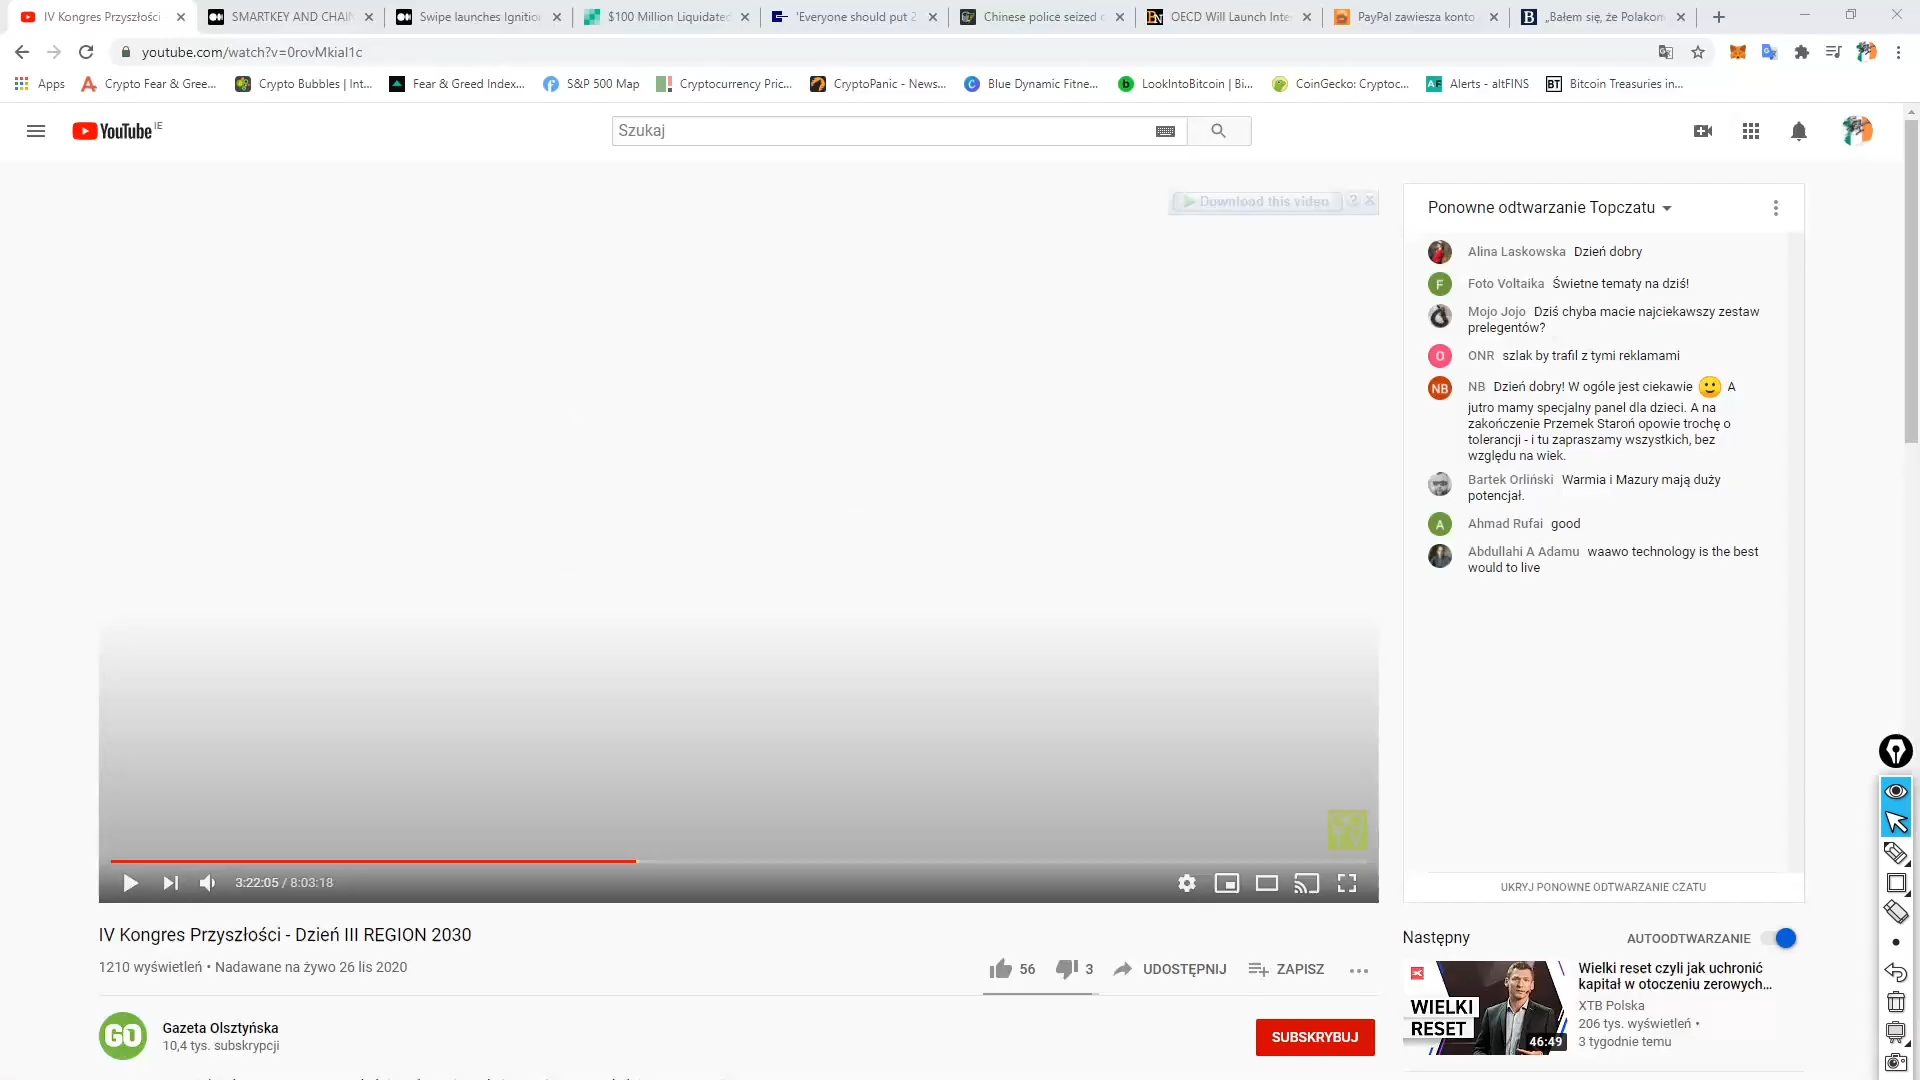 IV Kongres Przyszłości
SMARTKEY AND CHAIN
Swipe launches Ignition
$100 Million Liquidated
'Everyone should put 2
Chinese police seized
OECD Will Launch Inte
PayPal zawiesza konto
„Bałem się, że Polakom
youtube.com/watch?v=0rovMkiaI1c
Apps
Crypto Fear & Gree...
Crypto Bubbles | Int...
Fear & Greed Index...
S&P 500 Map
Cryptocurrency Pric...
CryptoPanic - News...
Blue Dynamic Fitne...
LookIntoBitcoin | Bi...
CoinGecko: Cryptoc...
Alerts - altFINS
Bitcoin Treasuries in...
YouTube IE
Szukaj
Download this video ? X
Ponowne odtwarzanie Topczatu
Alina Laskowska Dzień dobry
F Foto Voltaika Świetne tematy na dziś!
Mojo Jojo Dziś chyba macie najciekawszy zestaw
prelegentów?
O ONR szlak by trafil z tymi reklamami
NB NB Dzień dobry! W ogóle jest ciekawie 🙂 A
jutro mamy specjalny panel dla dzieci. A na
zakończenie Przemek Staroń opowie trochę o
tolerancji - i tu zapraszamy wszystkich, bez
względu na wiek.
Bartek Orliński Warmia i Mazury mają duży
potencjał.
A Ahmad Rufai good
Abdullahi A Adamu waawo technology is the best
would to live
3:22:05 / 8:03:18
UKRYJ PONOWNE ODTWARZANIE CZATU
IV Kongres Przyszłości - Dzień III REGION 2030
1210 wyświetleń • Nadawane na żywo 26 lis 2020
56
3
UDOSTĘPNIJ
ZAPISZ
GO
Gazeta Olsztyńska
10,4 tys. subskrypcji
SUBSKRYBUJ
Następny
AUTOODTWARZANIE
WIELKI
RESET
46:49
Wielki reset czyli jak uchronić
kapitał w otoczeniu zerowych...
XTB Polska
206 tys. wyświetleń •
3 tygodnie temu